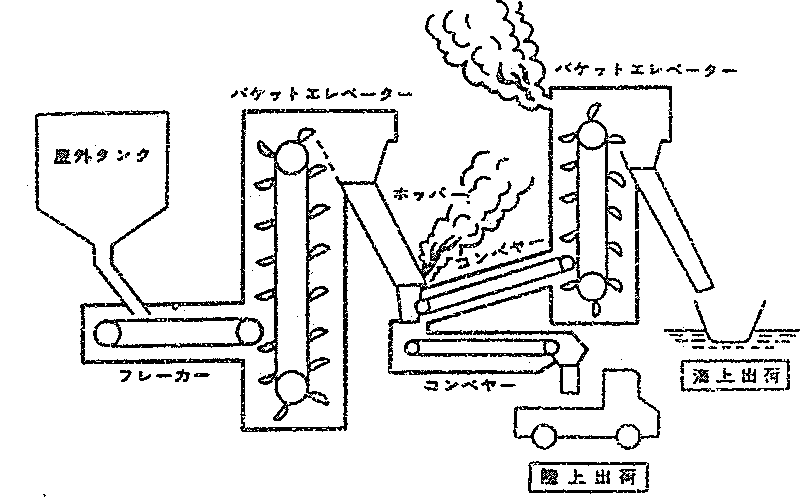 バケットエレベーター
バケットエレベーター
屋外タンク
ホッパー
コンベヤー
フレーカー
コンベヤー
海上出荷
陸上出荷